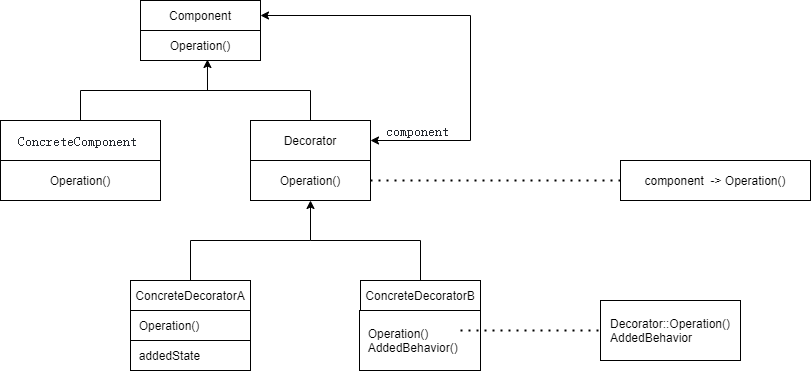 Component
Operation()
ConcreteComponent
Operation()
Decorator
Operation()
component
component -> Operation()
ConcreteDecoratorA
Operation()
addedState
ConcreteDecoratorB
Operation()
AddedBehavior()
Decorator::Operation()
AddedBehavior